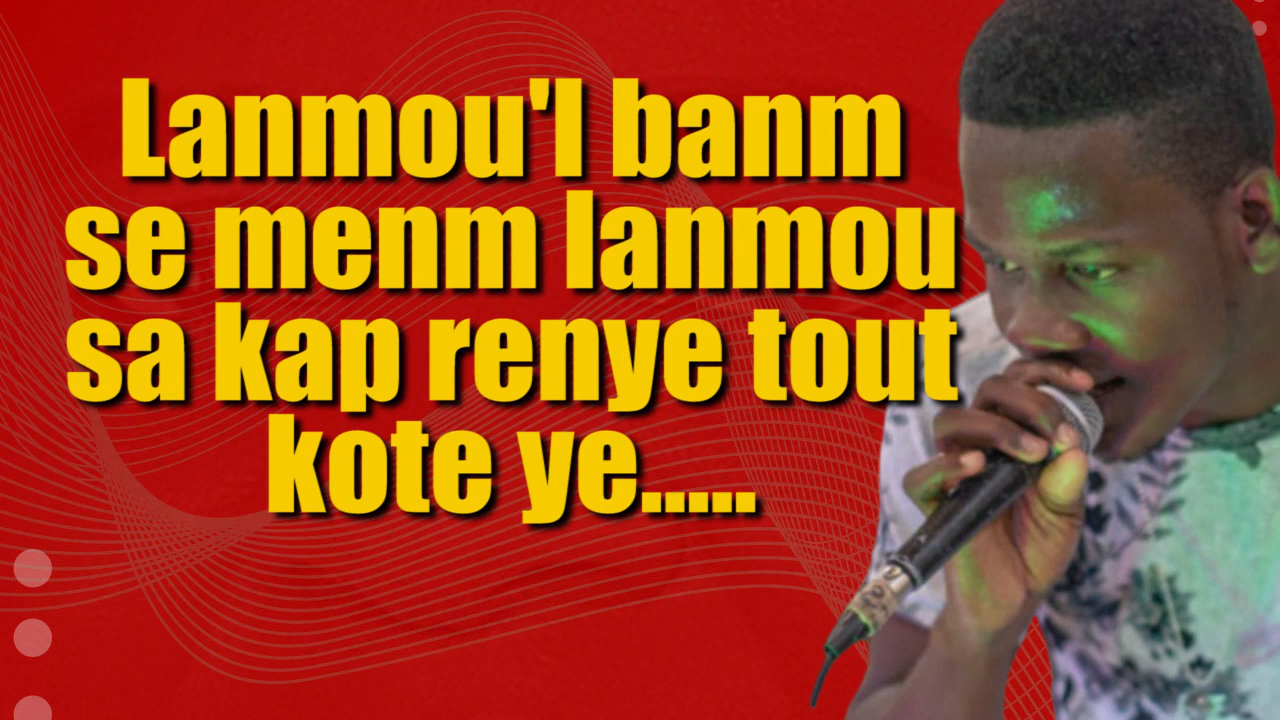 Lanmou'l banm
se menm lanmou
sa kap renye tout
kote ye.....